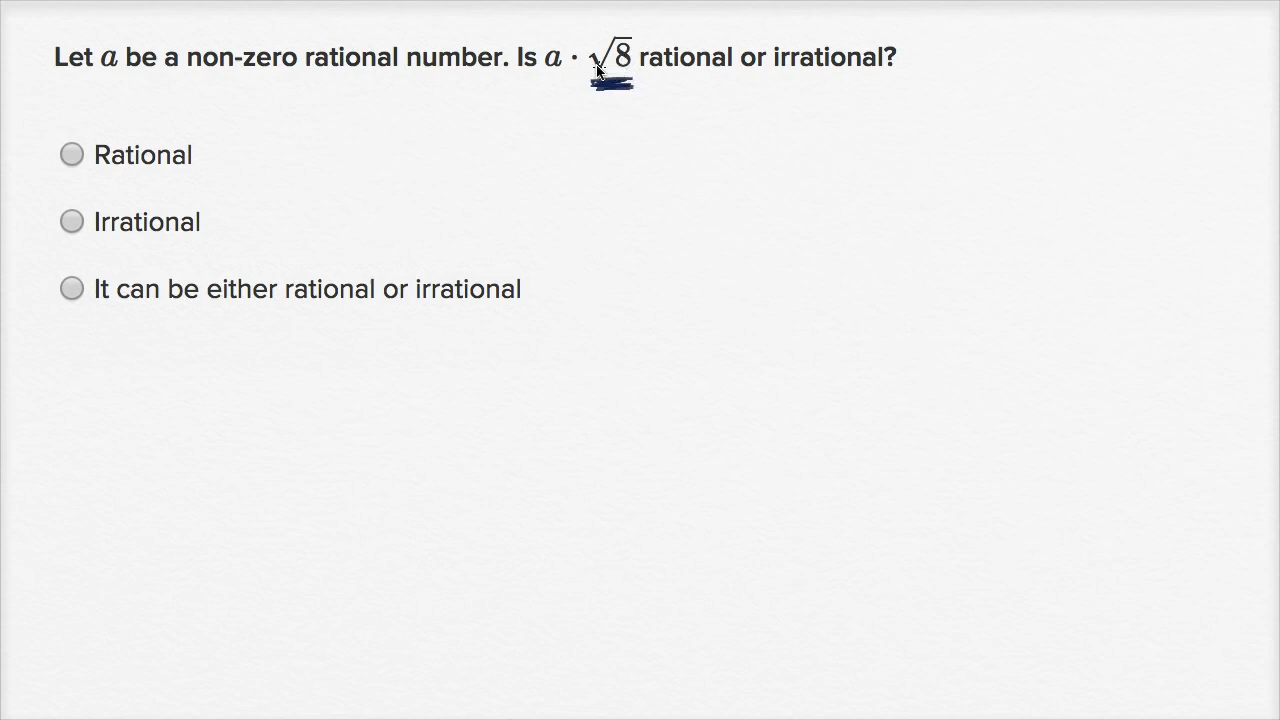 Let a be a non-zero rational number. Is a · √8 rational or irrational?
Rational
Irrational
It can be either rational or irrational